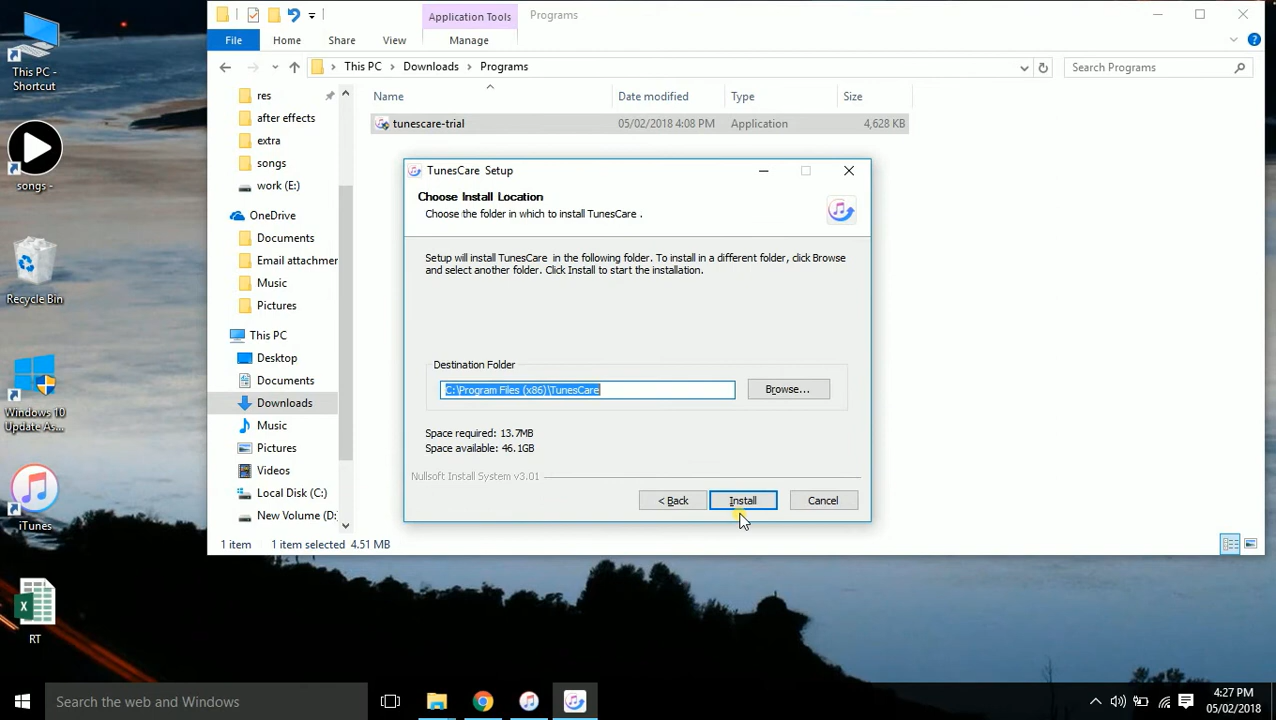 Application Tools
Programs
File
Home
Share
View
Manage
This PC
Downloads
Programs
Search Programs
Name
Date modified
Type
Size
tunescare-trial
05/02/2018 4:08 PM
Application
4,628 KB
res
after effects
extra
songs
work (E:)
OneDrive
Documents
Email attachmer
Music
Pictures
This PC
Desktop
Documents
Downloads
Music
Pictures
Videos
Local Disk (C:)
New Volume (D:
1 item
1 item selected
4.51 MB
TunesCare Setup
Choose Install Location
Choose the folder in which to install TunesCare .
Setup will install TunesCare in the following folder. To install in a different folder, click Browse
and select another folder. Click Install to start the installation.
Destination Folder
C:\Program Files (x86)\TunesCare
Browse...
Space required: 13.7MB
Space available: 46.1GB
Nullsoft Install System v3.01
< Back
Install
Cancel
This PC -
Shortcut
songs -
Recycle Bin
Windows 10
Update As...
iTunes
RT
Search the web and Windows
4:27 PM
05/02/2018